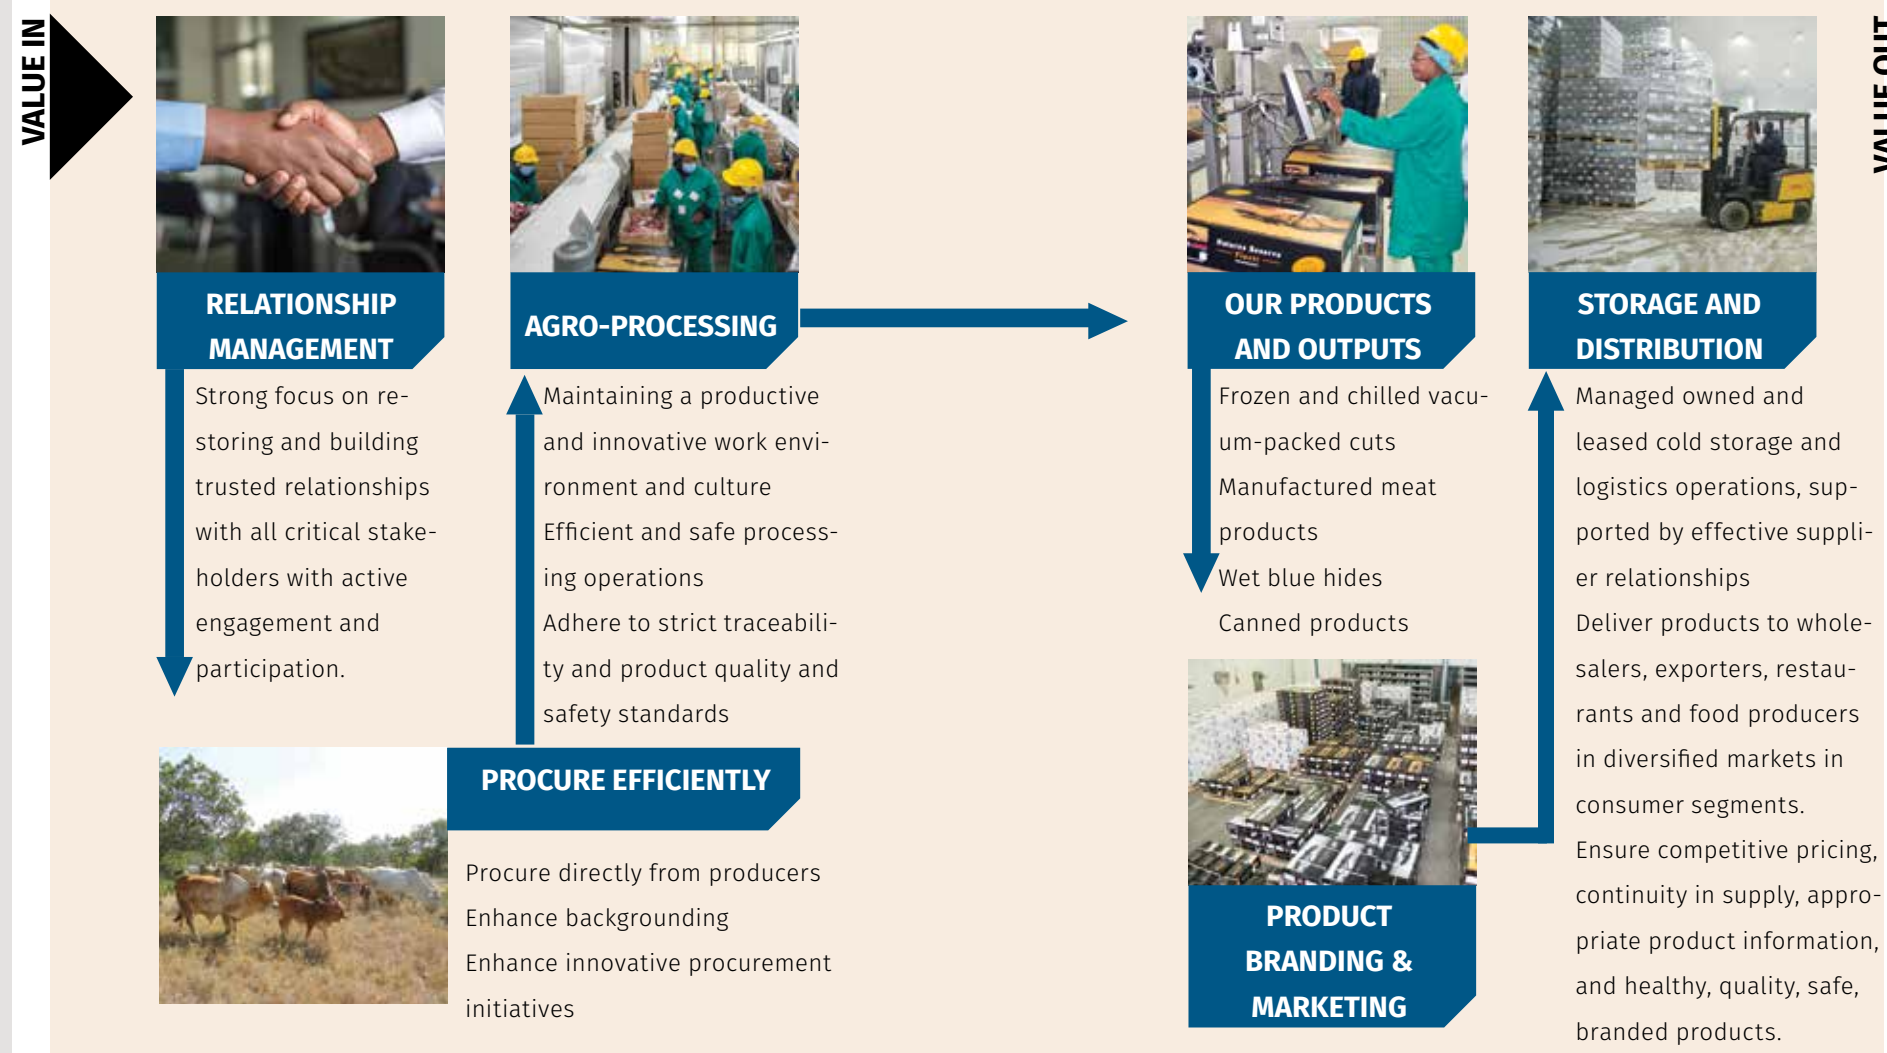 VALUE IN
RELATIONSHIP
MANAGEMENT
Strong focus on re-
storing and building
trusted relationships
with all critical stake-
holders with active
engagement and
participation.
PROCURE EFFICIENTLY
Procure directly from producers
Enhance backgrounding
Enhance innovative procurement
initiatives
AGRO-PROCESSING
Maintaining a productive
and innovative work envi-
ronment and culture
Efficient and safe process-
ing operations
Adhere to strict traceabili-
ty and product quality and
safety standards
OUR PRODUCTS
AND OUTPUTS
Frozen and chilled vacu-
um-packed cuts
Manufactured meat
products
Wet blue hides
Canned products
PRODUCT
BRANDING &
MARKETING
STORAGE AND
DISTRIBUTION
Managed owned and
leased cold storage and
logistics operations, sup-
ported by effective suppli-
er relationships
Deliver products to whole-
salers, exporters, restau-
rants and food producers
in diversified markets in
consumer segments.
Ensure competitive pricing,
continuity in supply, appro-
priate product information,
and healthy, quality, safe,
branded products.
VALUE OUT